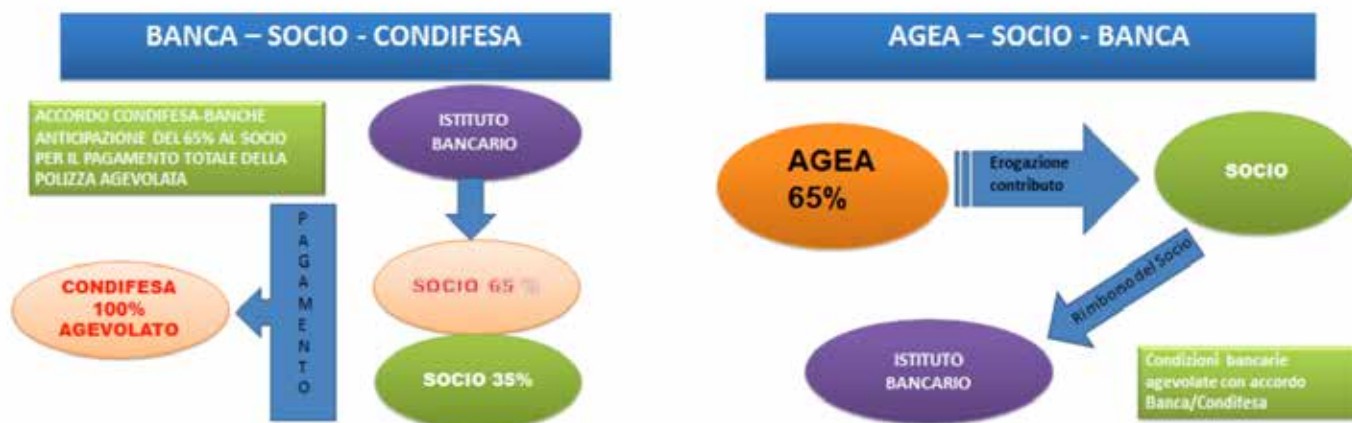 BANCA – SOCIO - CONDIFESA
ACCORDO CONDIFESA-BANCHE
ANTICIPAZIONE DEL 65% AL SOCIO
PER IL PAGAMENTO TOTALE DELLA
POLIZZA AGEVOLATA
ISTITUTO
BANCARIO
PAGAMENTO
SOCIO 65 %
CONDIFESA
100%
AGEVOLATO
SOCIO 35%
AGEA – SOCIO - BANCA
AGEA
65%
Erogazione
contributo
SOCIO
Rimborso del Socio
ISTITUTO
BANCARIO
Condizioni bancarie
agevolate con accordo
Banca/Condifesa